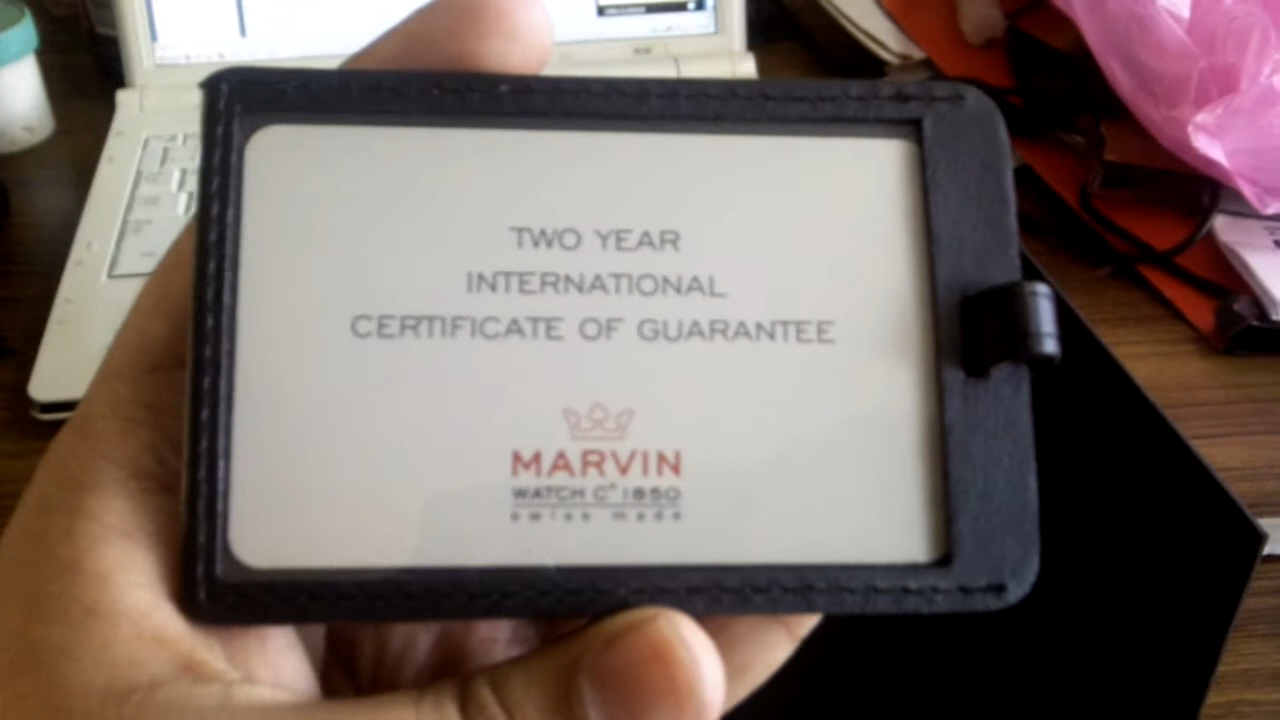 TWO YEAR
INTERNATIONAL
CERTIFICATE OF GUARANTEE
MARVIN
WATCH C° 1850
swiss made